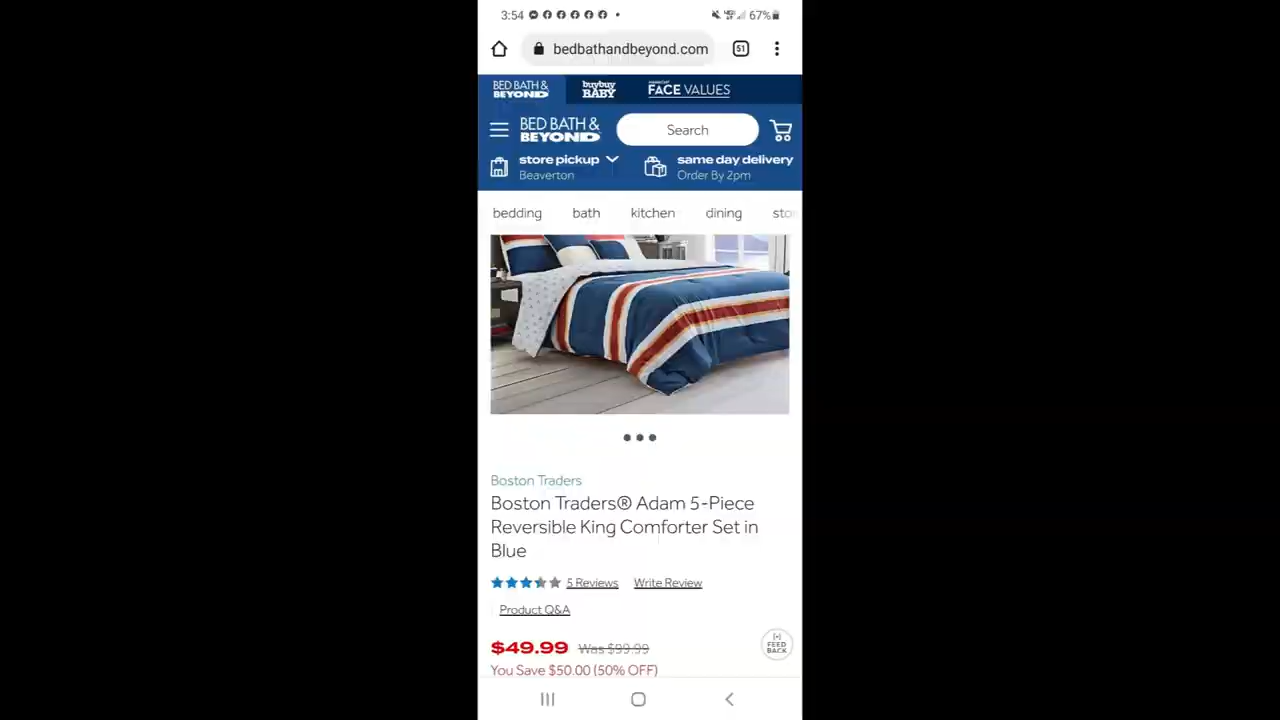 3:54
67%
bedbathandbeyond.com
51
BED BATH &
BEYOND
buybuy
BABY
FACE VALUES
BED BATH &
BEYOND
Search
store pickup
Beaverton
same day delivery
Order By 2pm
bedding bath kitchen dining sto
Boston Traders
Boston Traders® Adam 5-Piece
Reversible King Comforter Set in
Blue
5 Reviews Write Review
Product Q&A
$49.99 Was $99.99
You Save $50.00 (50% OFF)
[+]
FEED
BACK